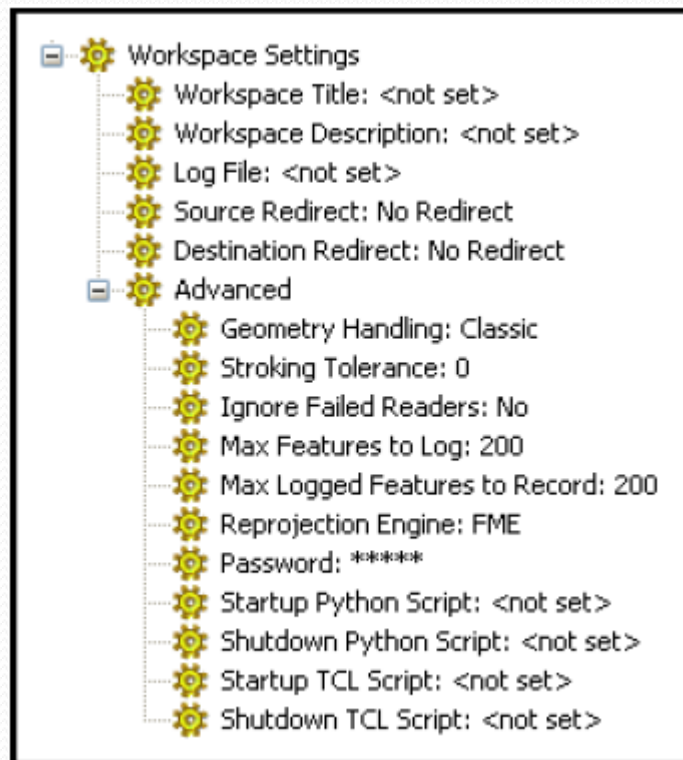 Workspace Settings
Workspace Title: <not set>
Workspace Description: <not set>
Log File: <not set>
Source Redirect: No Redirect
Destination Redirect: No Redirect
Advanced
Geometry Handling: Classic
Stroking Tolerance: 0
Ignore Failed Readers: No
Max Features to Log: 200
Max Logged Features to Record: 200
Reprojection Engine: FME
Password: *****
Startup Python Script: <not set>
Shutdown Python Script: <not set>
Startup TCL Script: <not set>
Shutdown TCL Script: <not set>